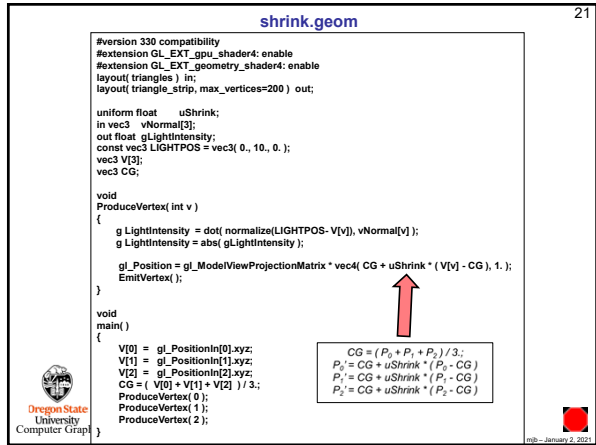 shrink.geom
21
#version 330 compatibility
#extension GL_EXT_gpu_shader4: enable
#extension GL_EXT_geometry_shader4: enable
layout( triangles ) in;
layout( triangle_strip, max_vertices=200 ) out;
uniform float uShrink;
in vec3 vNormal[3];
out float gLightIntensity;
const vec3 LIGHTPOS = vec3( 0., 10., 0. );
vec3 V[3];
vec3 CG;
void
ProduceVertex( int v )
{
g LightIntensity = dot( normalize(LIGHTPOS- V[v]), vNormal[v] );
g LightIntensity = abs( gLightIntensity );
gl_Position = gl_ModelViewProjectionMatrix * vec4( CG + uShrink * ( V[v] - CG ), 1. );
EmitVertex( );
}
void
main( )
{
V[0] = gl_PositionIn[0].xyz;
V[1] = gl_PositionIn[1].xyz;
V[2] = gl_PositionIn[2].xyz;
CG = ( V[0] + V[1] + V[2] ) / 3.;
ProduceVertex( 0 );
ProduceVertex( 1 );
ProduceVertex( 2 );
}
CG = ( P₀ + P₁ + P₂ ) / 3.;
P₀' = CG + uShrink * ( P₀ - CG )
P₁' = CG + uShrink * ( P₁ - CG )
P₂' = CG + uShrink * ( P₂ - CG )
Oregon State
University
Computer Graph
mjb – January 2, 2021